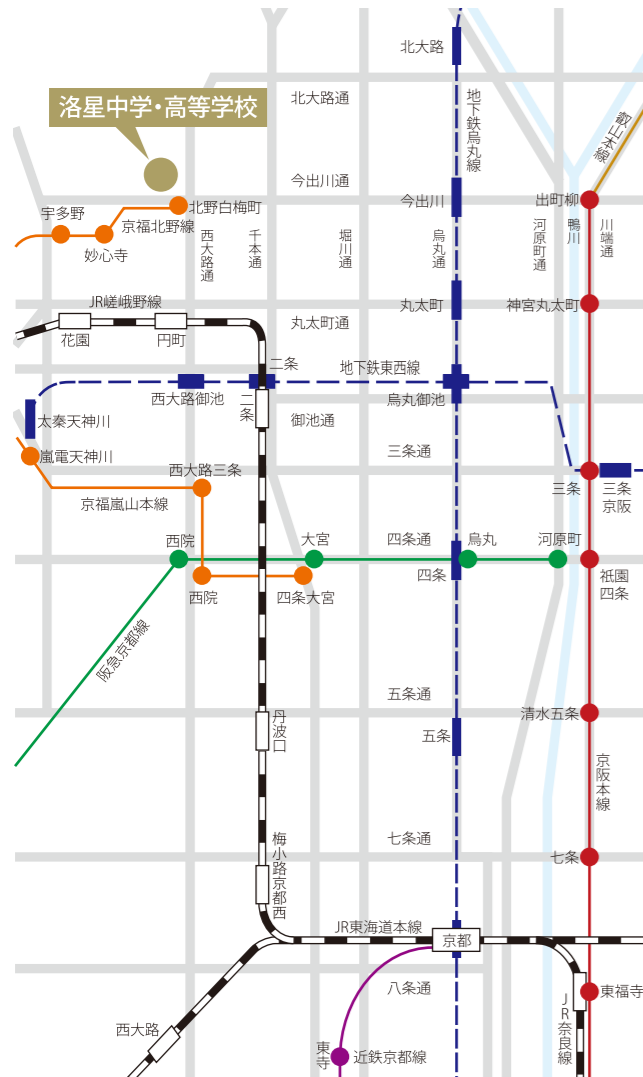 北大路
北大路通
地下鉄烏丸線
叡山本線
洛星中学・高等学校
今出川通
今出川
出町柳
北野白梅町
宇多野
京福北野線
妙心寺
西大路通
千本通
堀川通
烏丸通
河原町通
鴨川
川端通
JR嵯峨野線
花園
円町
丸太町通
丸太町
神宮丸太町
二条
地下鉄東西線
西大路御池
二条
烏丸御池
御池通
太秦天神川
嵐電天神川
三条通
西大路三条
三条
三条
京阪
京福嵐山本線
西院
大宮
四条通
烏丸
河原町
西院
四条大宮
四条
祇園
四条
阪急京都線
五条通
丹波口
五条
清水五条
京阪本線
七条通
七条
梅小路京都西
JR東海道本線
京都
八条通
東福寺
JR奈良線
西大路
東寺
近鉄京都線